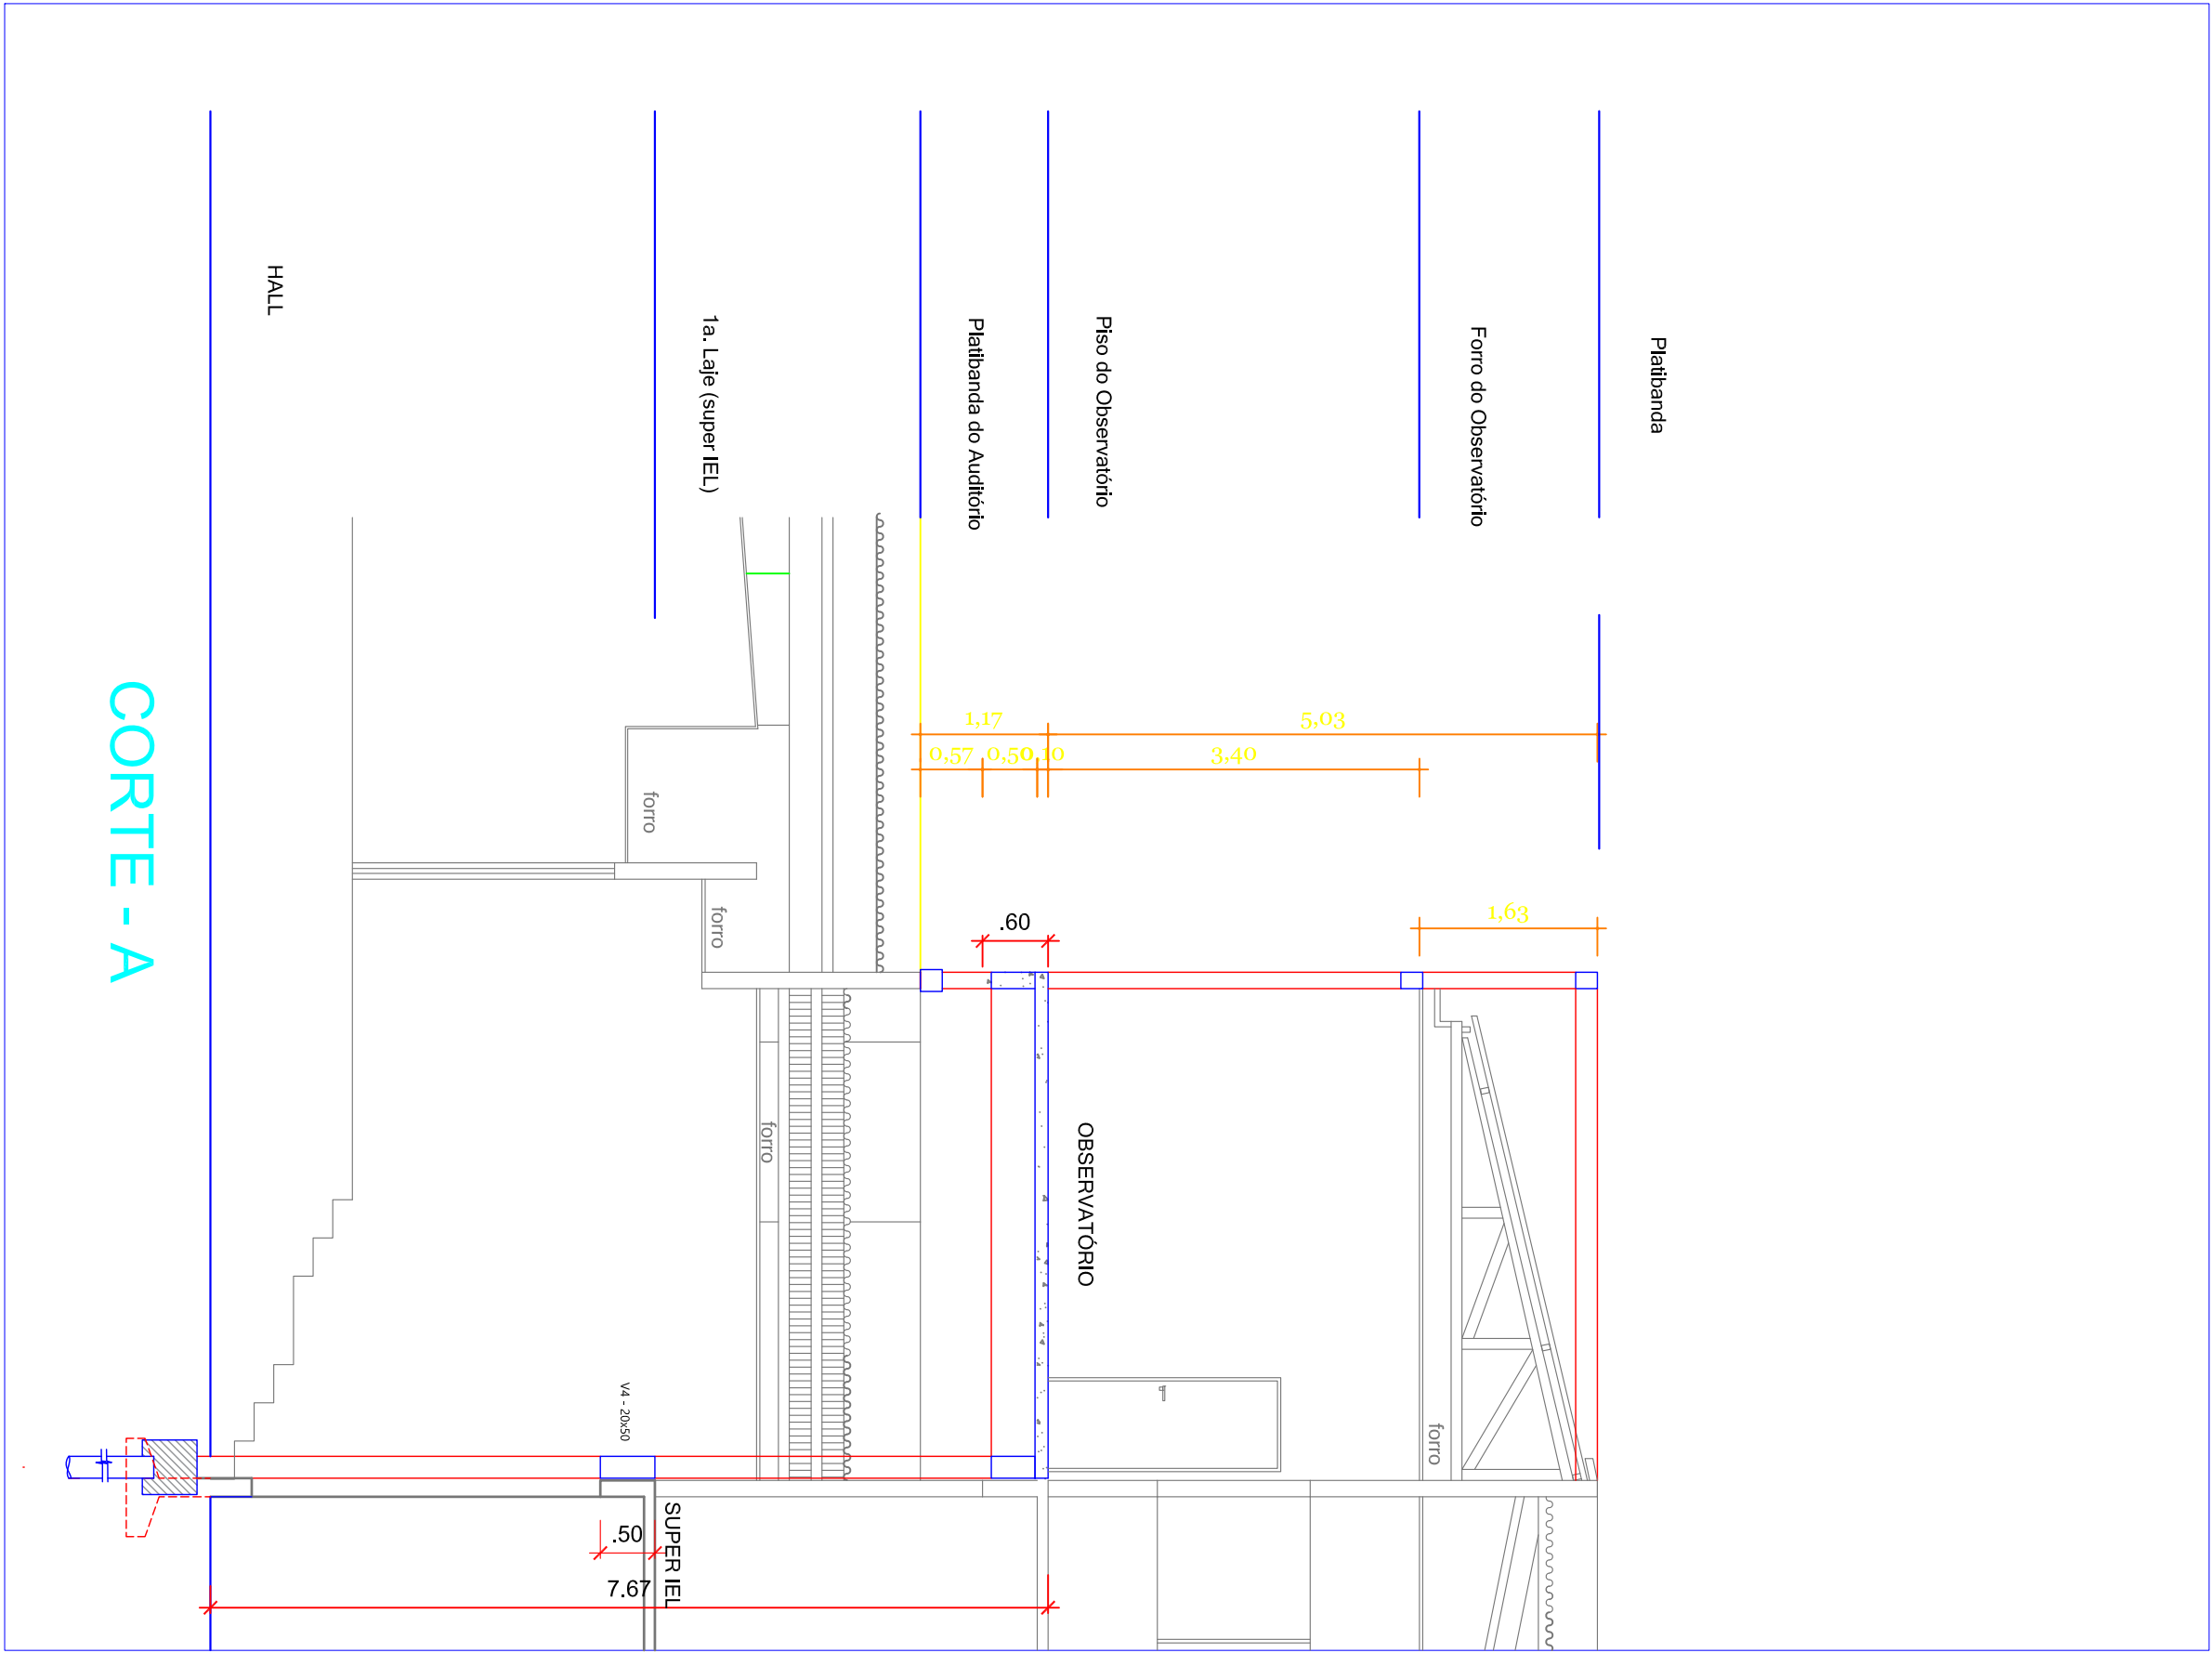 Platibanda
Forro do Observatório
Piso do Observatório
Platibanda do Auditório
1a. Laje (super IEL)
HALL
1,17
5,03
0,57
0,50
0,10
3,40
1,63
.60
forro
forro
forro
forro
OBSERVATÓRIO
V4 - 20x50
SUPER IEL
.50
7.67
CORTE - A